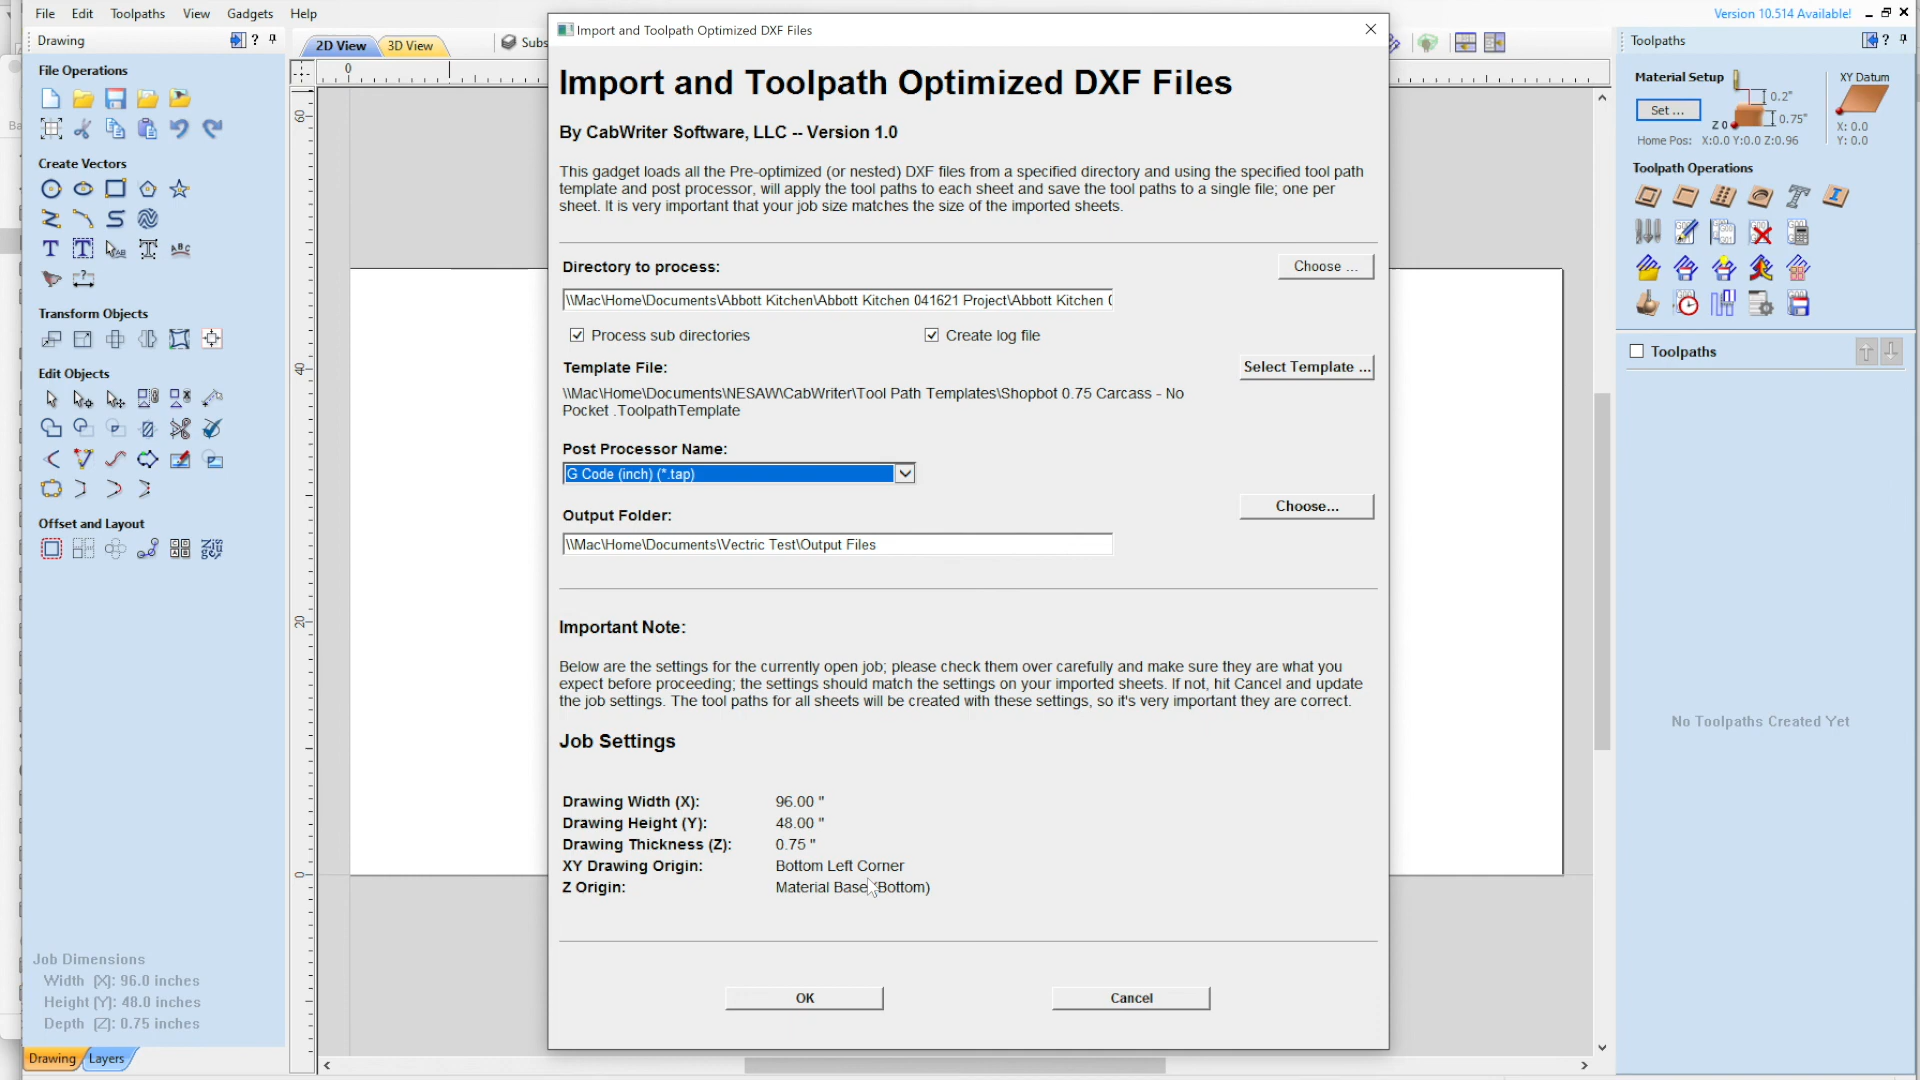 File Edit Toolpaths View Gadgets Help
Version 10.514 Available!
Drawing
?
File Operations
Create Vectors
Transform Objects
Edit Objects
Offset and Layout
Job Dimensions
Width (X): 96.0 inches
Height (Y): 48.0 inches
Depth (Z): 0.75 inches
Drawing Layers
2D View 3D View
Subs
0
60
40
20
0
Import and Toolpath Optimized DXF Files
Import and Toolpath Optimized DXF Files
By CabWriter Software, LLC -- Version 1.0
This gadget loads all the Pre-optimized (or nested) DXF files from a specified directory and using the specified tool path
template and post processor, will apply the tool paths to each sheet and save the tool paths to a single file; one per
sheet. It is very important that your job size matches the size of the imported sheets.
Directory to process:
Choose ...
\\Mac\Home\Documents\Abbott Kitchen\Abbott Kitchen 041621 Project\Abbott Kitchen (
Process sub directories
Create log file
Template File:
Select Template ...
\\Mac\Home\Documents\NESAW\CabWriter\Tool Path Templates\Shopbot 0.75 Carcass - No
Pocket .ToolpathTemplate
Post Processor Name:
G Code (inch) (*.tap)
Output Folder:
Choose...
\\Mac\Home\Documents\Vectric Test\Output Files
Important Note:
Below are the settings for the currently open job; please check them over carefully and make sure they are what you
expect before proceeding; the settings should match the settings on your imported sheets. If not, hit Cancel and update
the job settings. The tool paths for all sheets will be created with these settings, so it's very important they are correct.
Job Settings
Drawing Width (X): 96.00 "
Drawing Height (Y): 48.00 "
Drawing Thickness (Z): 0.75 "
XY Drawing Origin: Bottom Left Corner
Z Origin: Material Base (Bottom)
OK
Cancel
Toolpaths
?
Material Setup
Set ...
0.2"
0.75"
Z 0
XY Datum
X: 0.0
Y: 0.0
Home Pos: X:0.0 Y:0.0 Z:0.96
Toolpath Operations
Toolpaths
No Toolpaths Created Yet